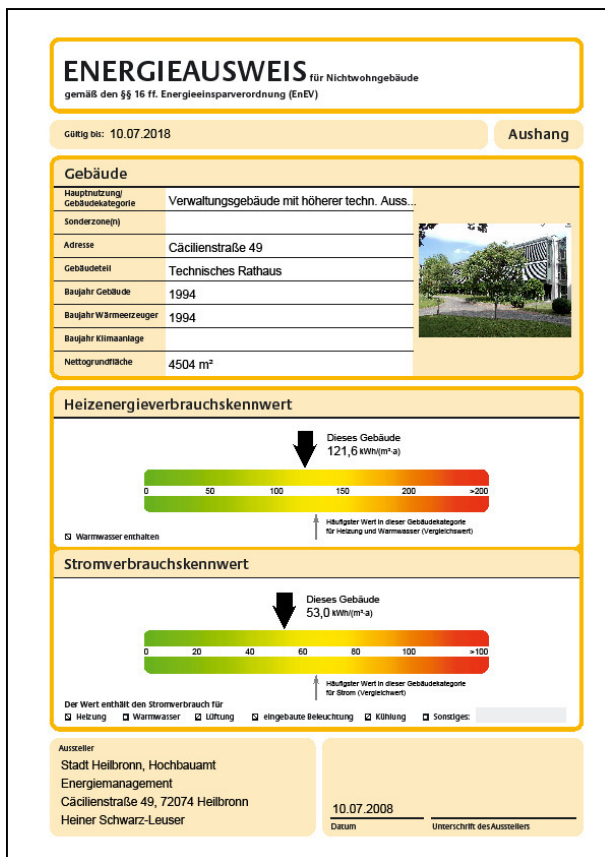 ENERGIEAUSWEIS für Nichtwohngebäude
gemäß den §§ 16 ff. Energieeinsparverordnung (EnEV)
Gültig bis: 10.07.2018
Aushang
Gebäude
Hauptnutzung/
Gebäudekategorie Verwaltungsgebäude mit höherer techn. Auss...
Sonderzone(n)
Adresse Cäcilienstraße 49
Gebäudeteil Technisches Rathaus
Baujahr Gebäude 1994
Baujahr Wärmeerzeuger 1994
Baujahr Klimaanlage
Nettogrundfläche 4504 m²
Heizenergieverbrauchskennwert
Dieses Gebäude
121,6 kWh/(m²·a)
0 50 100 150 200 >200
Häufigster Wert in dieser Gebäudekategorie
für Heizung und Warmwasser (Vergleichswert)
Warmwasser enthalten
Stromverbrauchskennwert
Dieses Gebäude
53,0 kWh/(m²·a)
0 20 40 60 80 100 >100
Häufigster Wert in dieser Gebäudekategorie
für Strom (Vergleichswert)
Der Wert enthält den Stromverbrauch für
Heizung Warmwasser Lüftung eingebaute Beleuchtung Kühlung Sonstiges:
Aussteller
Stadt Heilbronn, Hochbauamt
Energiemanagement
Cäcilienstraße 49, 72074 Heilbronn
Heiner Schwarz-Leuser
10.07.2008
Datum Unterschrift des Ausstellers